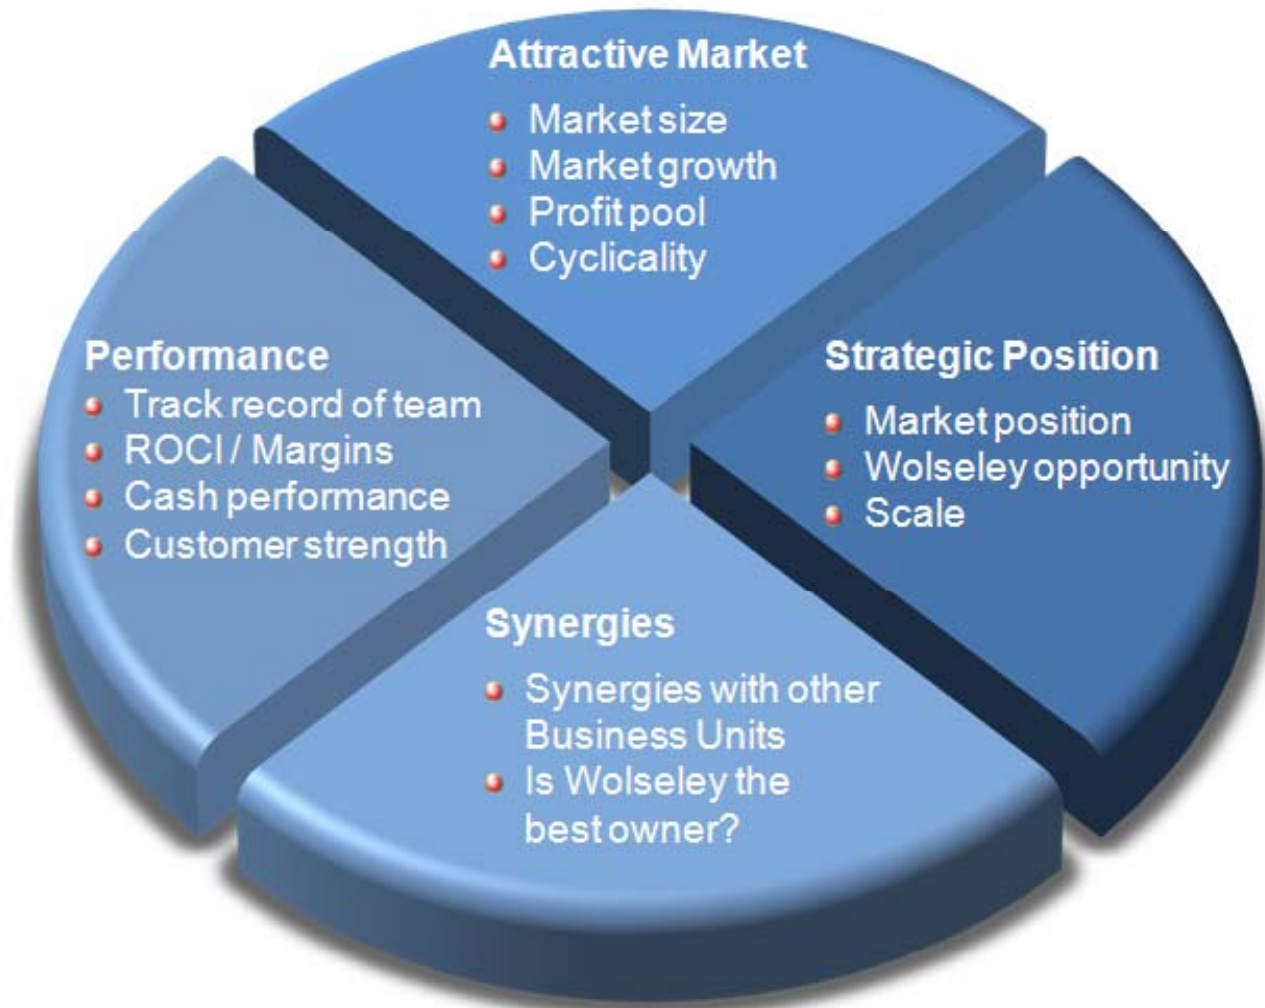 Attractive Market
Market size
Market growth
Profit pool
Cyclicality
Performance
Track record of team
ROCI / Margins
Cash performance
Customer strength
Strategic Position
Market position
Wolseley opportunity
Scale
Synergies
Synergies with other
Business Units
Is Wolseley the
best owner?